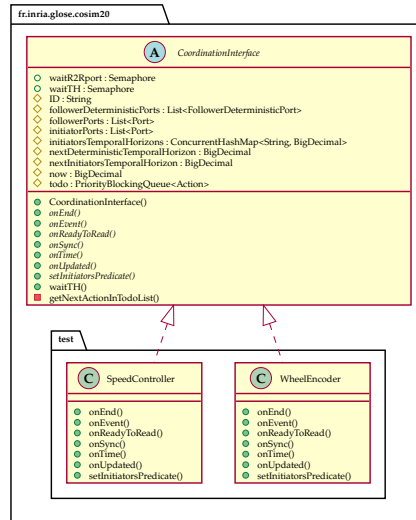 fr.inria.glose.cosim20
A CoordinationInterface
waitR2Rport : Semaphore
waitTH : Semaphore
ID : String
followerDeterministicPorts : List<FollowerDeterministicPort>
followerPorts : List<Port>
initiatorPorts : List<Port>
initiatorsTemporalHorizons : ConcurrentHashMap<String, BigDecimal>
nextDeterministicTemporalHorizon : BigDecimal
nextInitiatorsTemporalHorizon : BigDecimal
now : BigDecimal
todo : PriorityBlockingQueue<Action>
CoordinationInterface()
onEnd()
onEvent()
onReadyToRead()
onSync()
onTime()
onUpdated()
setInitiatorsPredicate()
waitTH()
getNextActionInTodoList()
test
C SpeedController
onEnd()
onEvent()
onReadyToRead()
onSync()
onTime()
onUpdated()
setInitiatorsPredicate()
C WheelEncoder
onEnd()
onEvent()
onReadyToRead()
onSync()
onTime()
onUpdated()
setInitiatorsPredicate()